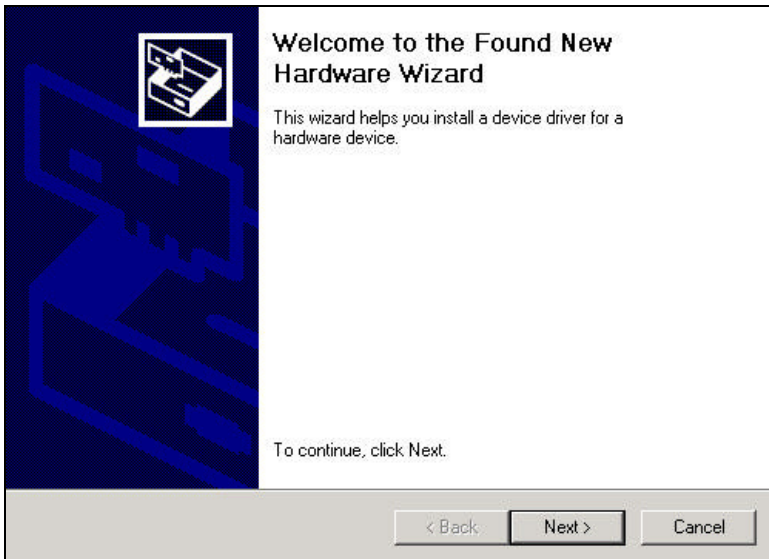 Welcome to the Found New
Hardware Wizard
This wizard helps you install a device driver for a
hardware device.
To continue, click Next.
< Back
Next >
Cancel